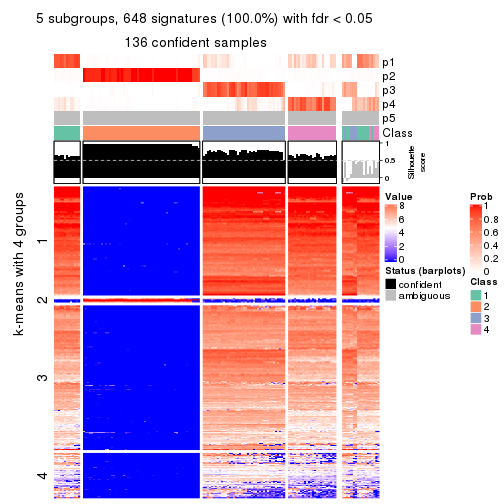 5 subgroups, 648 signatures (100.0%) with fdr < 0.05
136 confident samples
p1
p2
p3
p4
p5
Class
1
0.5
0
Silhouette
score
k-means with 4 groups
1
2
3
4
Value
8
6
4
2
0
Status (barplots)
confident
ambiguous
Prob
1
0.8
0.6
0.4
0.2
0
Class
1
2
3
4